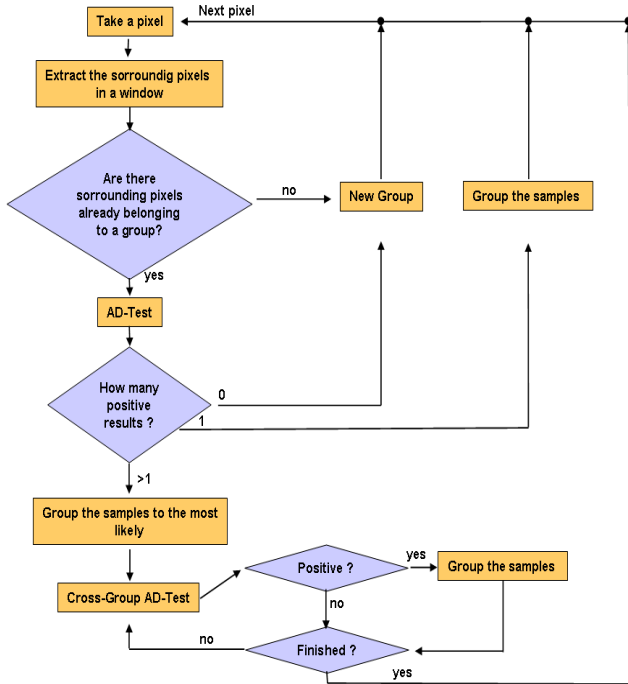 Next pixel
Take a pixel
Extract the sorroundig pixels
in a window
Are there
sorrounding pixels
already belonging
to a group?
no
New Group
Group the samples
yes
AD-Test
How many
positive
results ?
0
1
>1
Group the samples to the most
likely
Cross-Group AD-Test
Positive ?
yes
Group the samples
no
Finished ?
no
yes